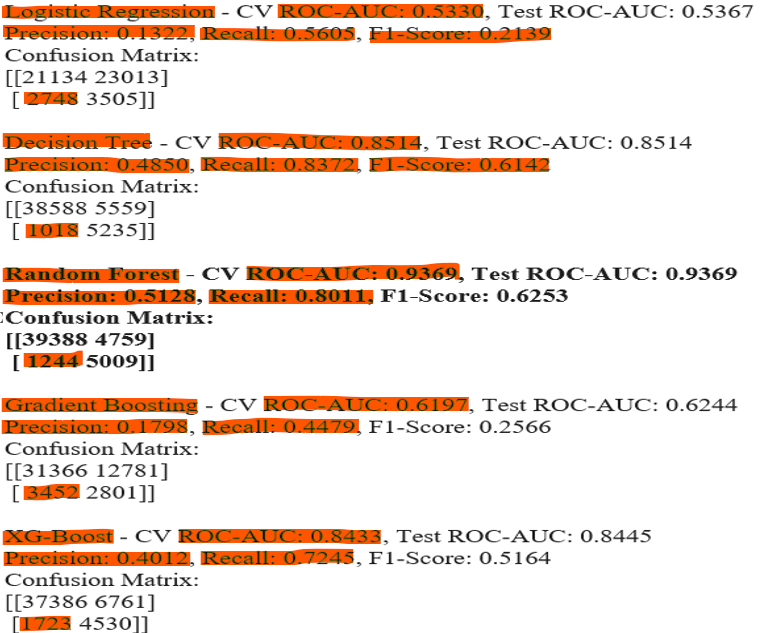 Logistic Regression - CV ROC-AUC: 0.5330, Test ROC-AUC: 0.5367
Precision: 0.1322, Recall: 0.5605, F1-Score: 0.2139
Confusion Matrix:
[[21134 23013]
[ 2748 3505]]
Decision Tree - CV ROC-AUC: 0.8514, Test ROC-AUC: 0.8514
Precision: 0.4850, Recall: 0.8372, F1-Score: 0.6142
Confusion Matrix:
[[38588 5559]
[ 1018 5235]]
Random Forest - CV ROC-AUC: 0.9369, Test ROC-AUC: 0.9369
Precision: 0.5128, Recall: 0.8011, F1-Score: 0.6253
Confusion Matrix:
[[39388 4759]
[ 1244 5009]]
Gradient Boosting - CV ROC-AUC: 0.6197, Test ROC-AUC: 0.6244
Precision: 0.1798, Recall: 0.4479, F1-Score: 0.2566
Confusion Matrix:
[[31366 12781]
[ 3452 2801]]
XG-Boost - CV ROC-AUC: 0.8433, Test ROC-AUC: 0.8445
Precision: 0.4012, Recall: 0.7245, F1-Score: 0.5164
Confusion Matrix:
[[37386 6761]
[1723 4530]]